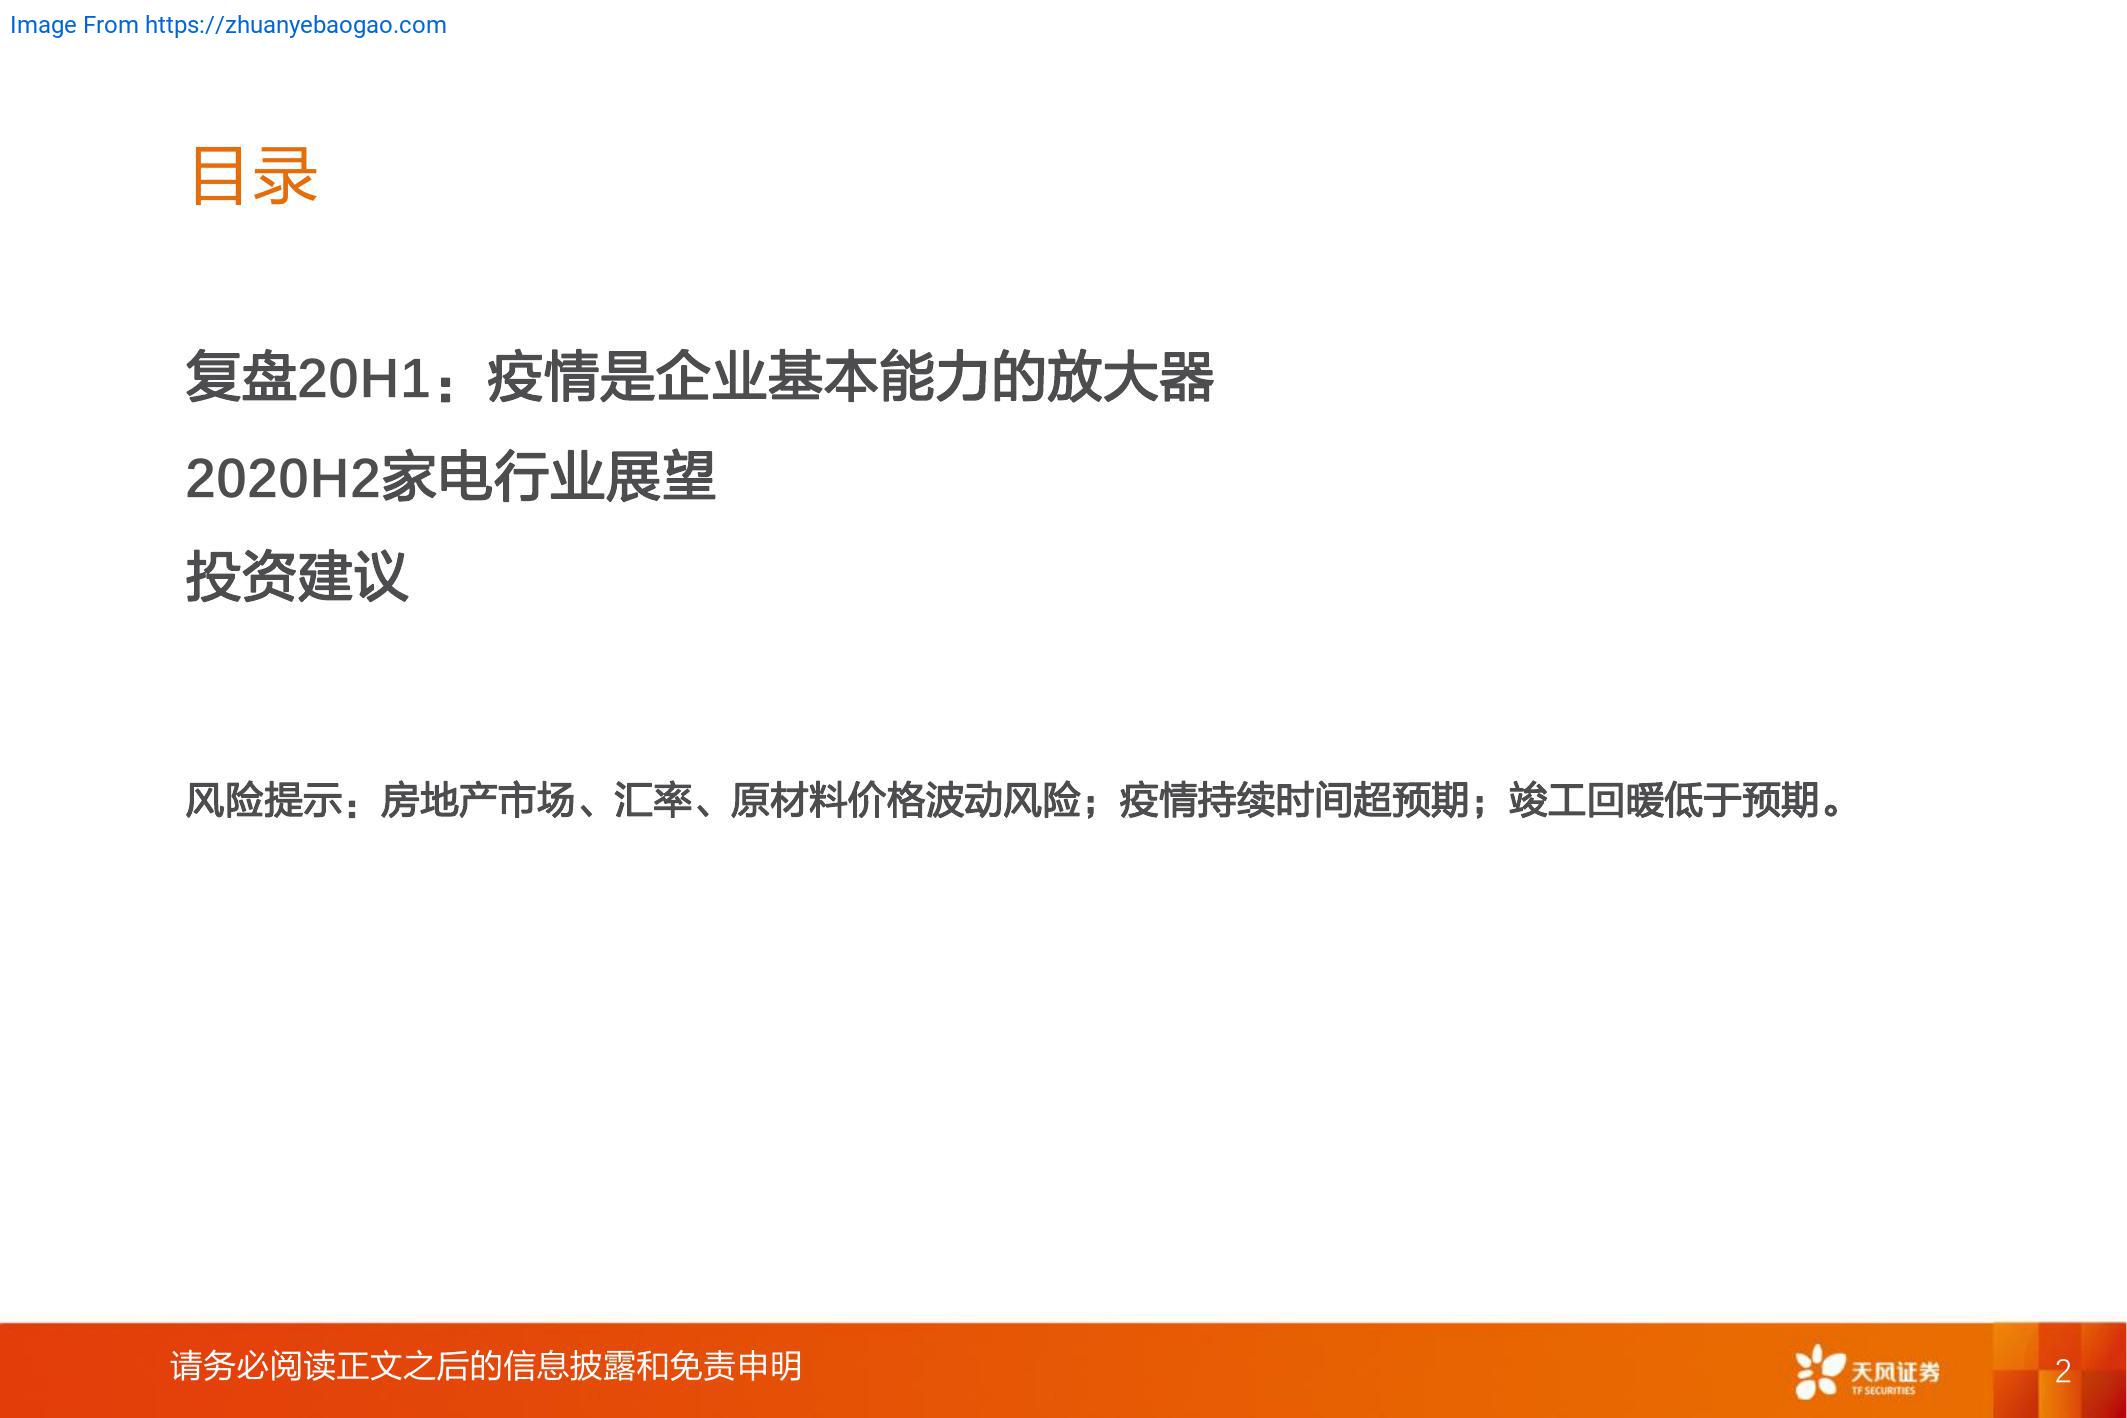 Image From https://zhuanyebaogao.com
目录
复盘20H1：疫情是企业基本能力的放大器
2020H2家电行业展望
投资建议
风险提示：房地产市场、汇率、原材料价格波动风险；疫情持续时间超预期；竣工回暖低于预期。
请务必阅读正文之后的信息披露和免责申明
天风证券
TF SECURITIES
2